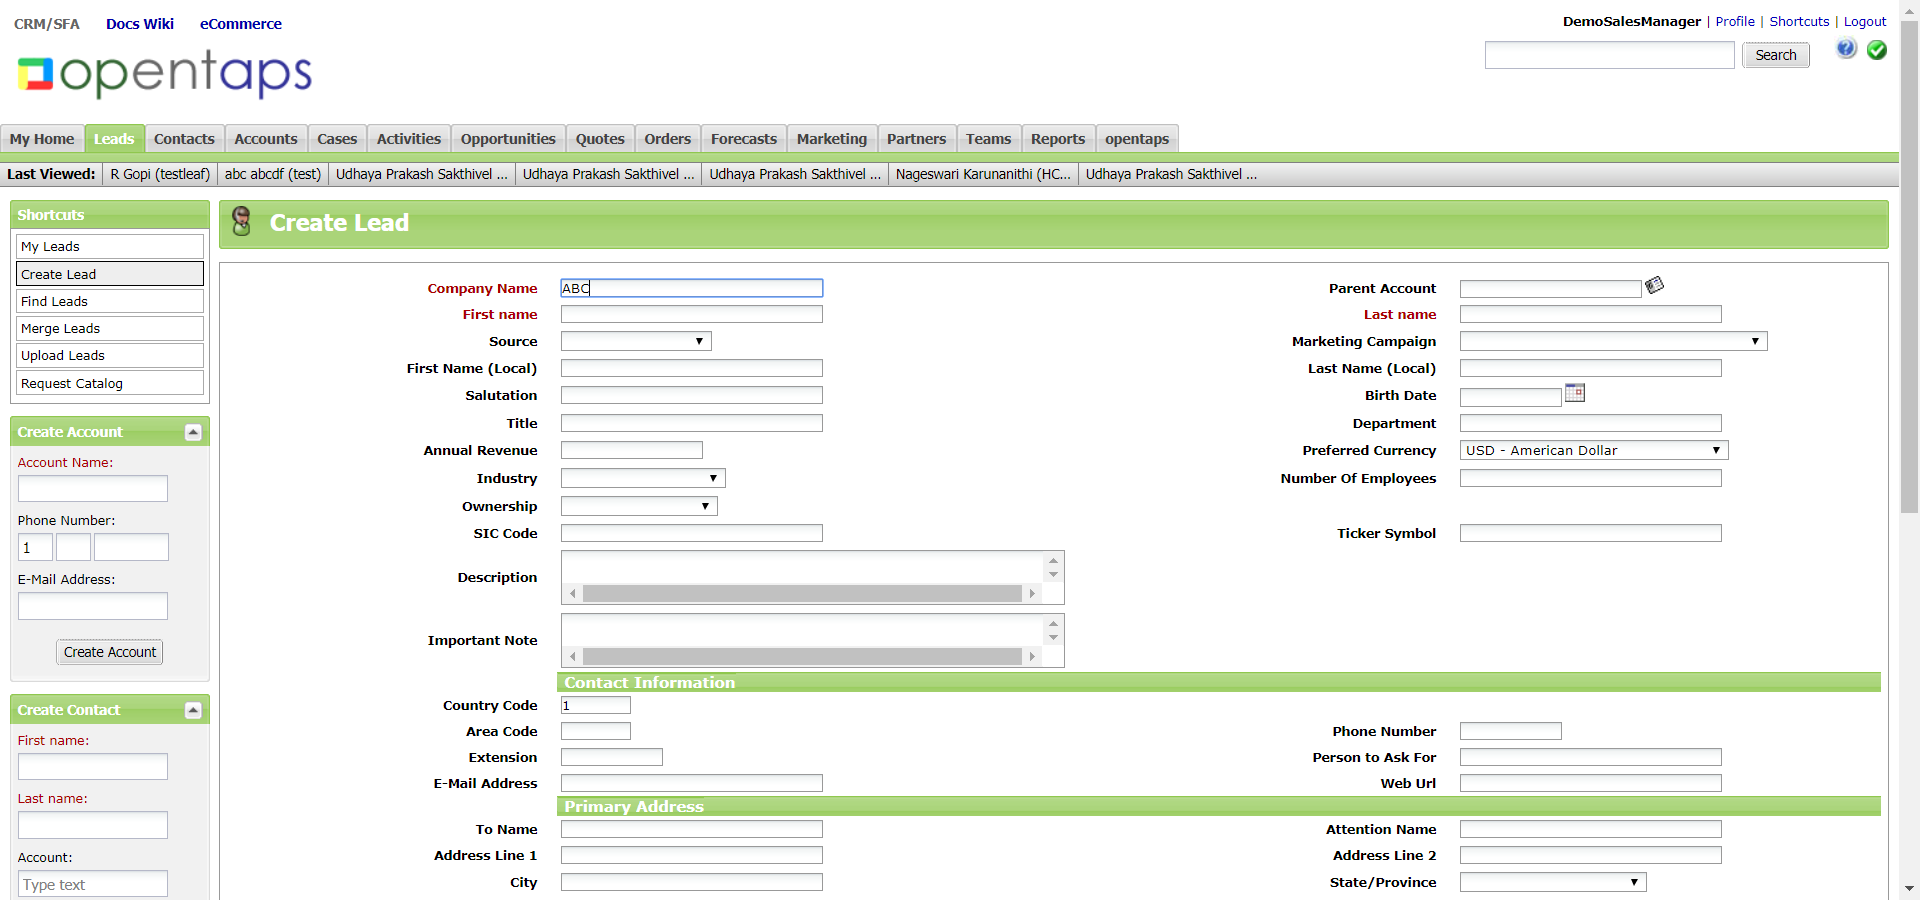 CRM/SFA Docs Wiki eCommerce
DemoSalesManager | Profile | Shortcuts | Logout
opentaps
Search
My Home Leads Contacts Accounts Cases Activities Opportunities Quotes Orders Forecasts Marketing Partners Teams Reports opentaps
Last Viewed: R Gopi (testleaf) abc abcdf (test) Udhaya Prakash Sakthivel ... Udhaya Prakash Sakthivel ... Udhaya Prakash Sakthivel ... Nageswari Karunanithi (HC... Udhaya Prakash Sakthivel ...
Shortcuts
My Leads
Create Lead
Find Leads
Merge Leads
Upload Leads
Request Catalog
Create Account
Account Name:
Phone Number:
1
E-Mail Address:
Create Account
Create Contact
First name:
Last name:
Account:
Type text
Create Lead
Company Name ABC Parent Account
First name Last name
Source Marketing Campaign
First Name (Local) Last Name (Local)
Salutation Birth Date
Title Department
Annual Revenue Preferred Currency USD - American Dollar
Industry Number Of Employees
Ownership
SIC Code Ticker Symbol
Description
Important Note
Contact Information
Country Code 1
Area Code Phone Number
Extension Person to Ask For
E-Mail Address Web Url
Primary Address
To Name Attention Name
Address Line 1 Address Line 2
City State/Province